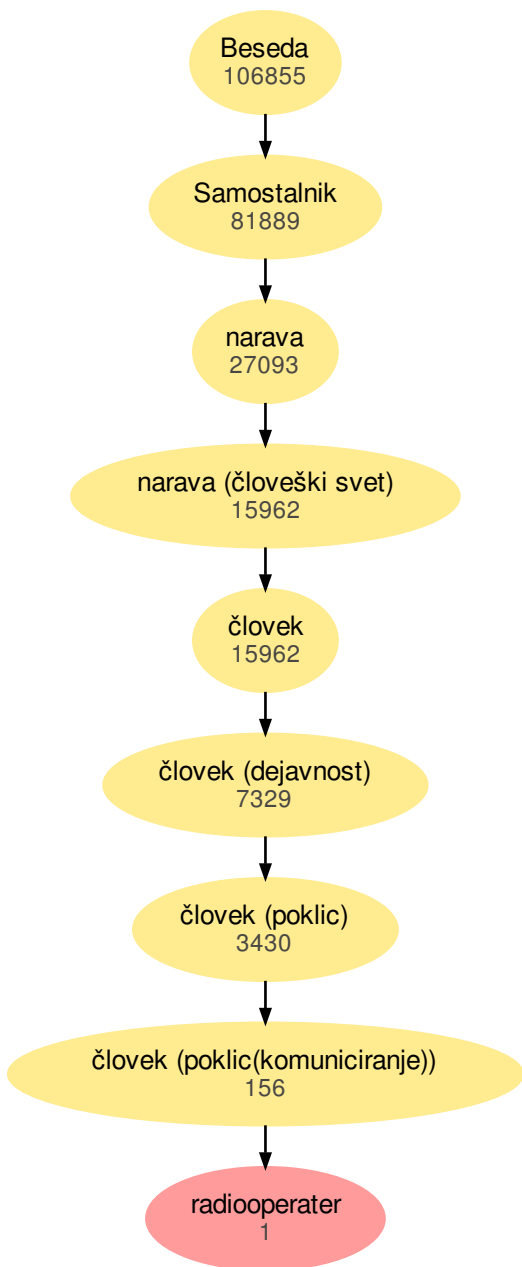 Beseda
106855
Samostalnik
81889
narava
27093
narava (človeški svet)
15962
človek
15962
človek (dejavnost)
7329
človek (poklic)
3430
človek (poklic(komuniciranje))
156
radiooperater
1